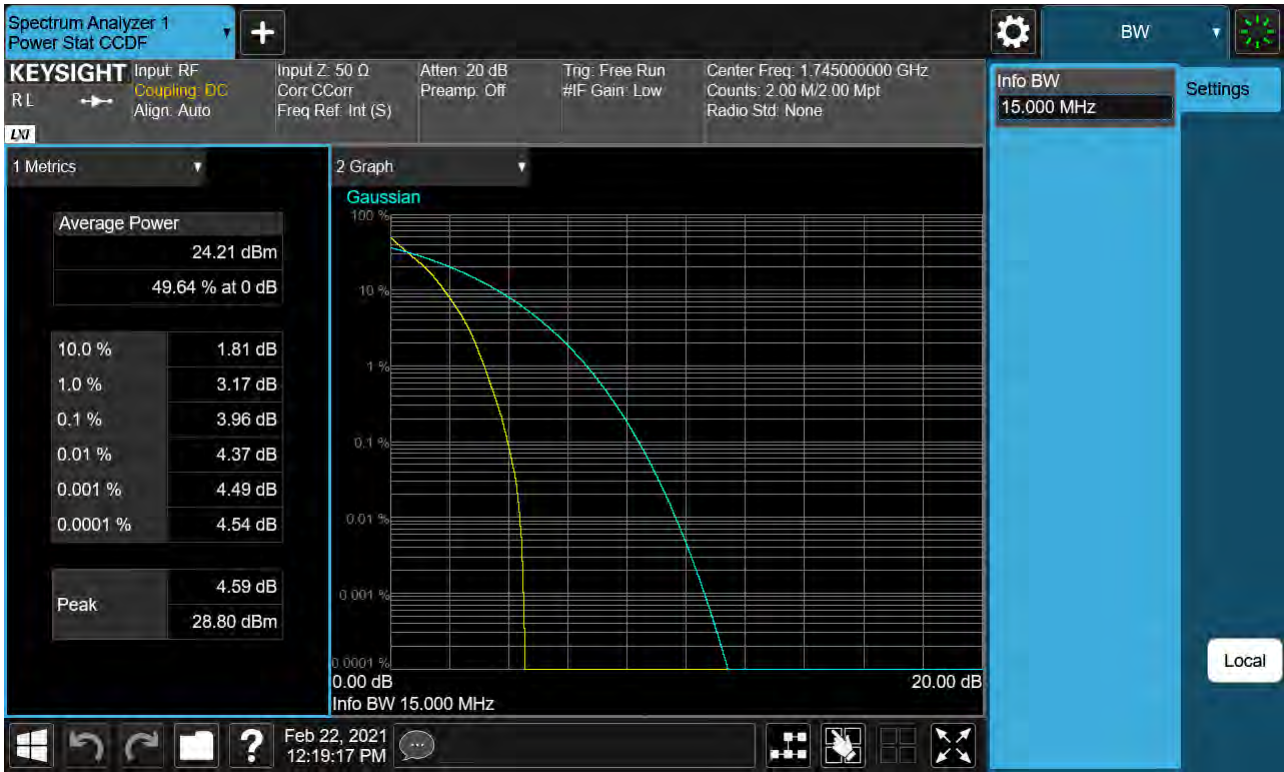 Spectrum Analyzer 1
Power Stat CCDF
+
BW
KEYSIGHT
RL
LXI
Input: RF
Coupling: DC
Align: Auto
Input Z: 50 Ω
Corr CCorr
Freq Ref: Int (S)
Atten: 20 dB
Preamp: Off
Trig: Free Run
#IF Gain: Low
Center Freq: 1.745000000 GHz
Counts: 2.00 M/2.00 Mpt
Radio Std: None
Info BW
15.000 MHz
Settings
1 Metrics
Average Power
24.21 dBm
49.64 % at 0 dB
10.0 % 1.81 dB
1.0 % 3.17 dB
0.1 % 3.96 dB
0.01 % 4.37 dB
0.001 % 4.49 dB
0.0001 % 4.54 dB
Peak
4.59 dB
28.80 dBm
2 Graph
Gaussian
100 %
10 %
1 %
0.1 %
0.01 %
0.001 %
0.0001 %
0.00 dB 20.00 dB
Info BW 15.000 MHz
Local
?
Feb 22, 2021
12:19:17 PM